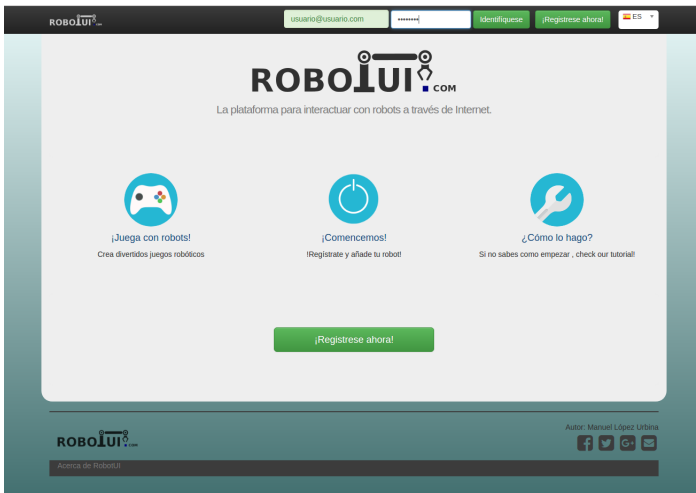 ROBOTUI.COM
usuario@usuario.com
••••••••
Identifíquese
¡Registrese ahora!
ES
ROBOTUI.COM
La plataforma para interactuar con robots a través de Internet.
¡Juega con robots!
¡Comencemos!
¿Cómo lo hago?
Crea divertidos juegos robóticos
!Regístrate y añade tu robot!
Si no sabes como empezar , check our tutorial!
¡Registrese ahora!
Autor: Manuel López Urbina
ROBOTUI.COM
Acerca de RobotUI